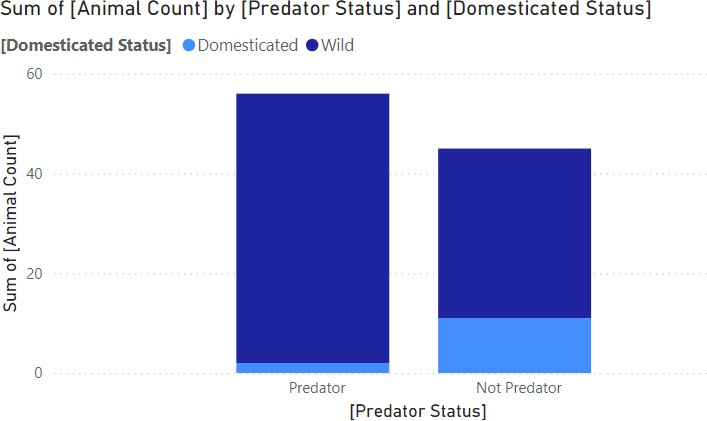 Sum of [Animal Count] by [Predator Status] and [Domesticated Status]
[Domesticated Status] Domesticated Wild
60
40
20
0
Sum of [Animal Count]
Predator Not Predator
[Predator Status]